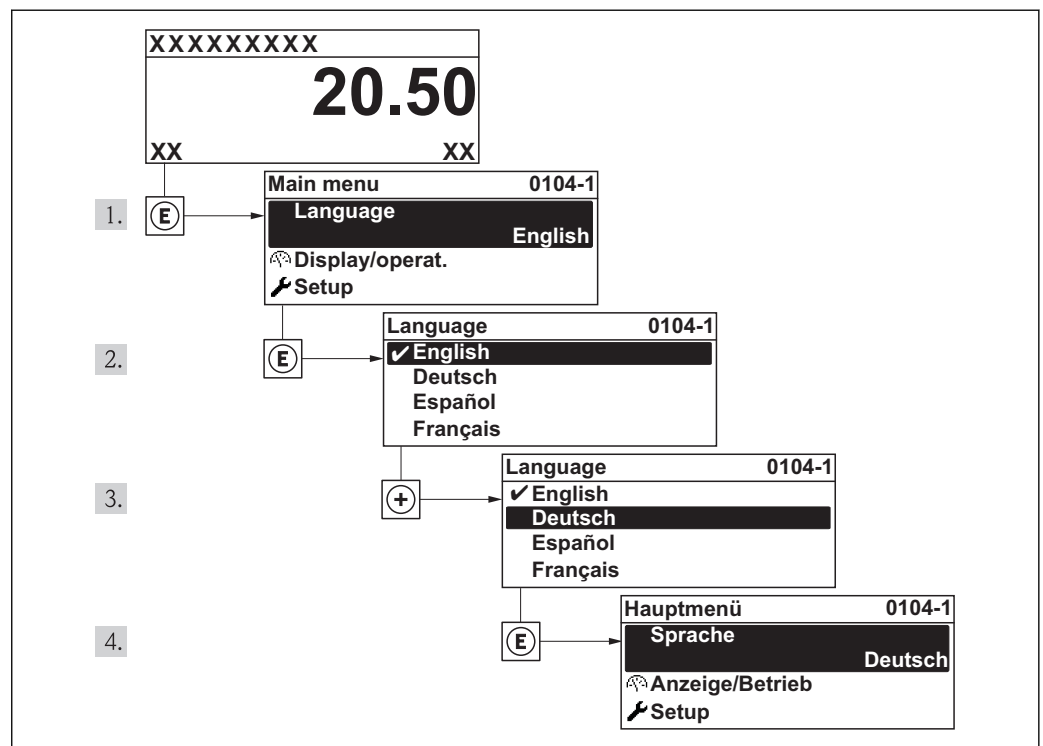 XXXXXXXXX
20.50
XX XX
1. E
Main menu 0104-1
Language
English
Display/operat.
Setup
2. E
Language 0104-1
✔English
Deutsch
Español
Français
3. +
Language 0104-1
✔English
Deutsch
Español
Français
4. E
Hauptmenü 0104-1
Sprache
Deutsch
Anzeige/Betrieb
Setup